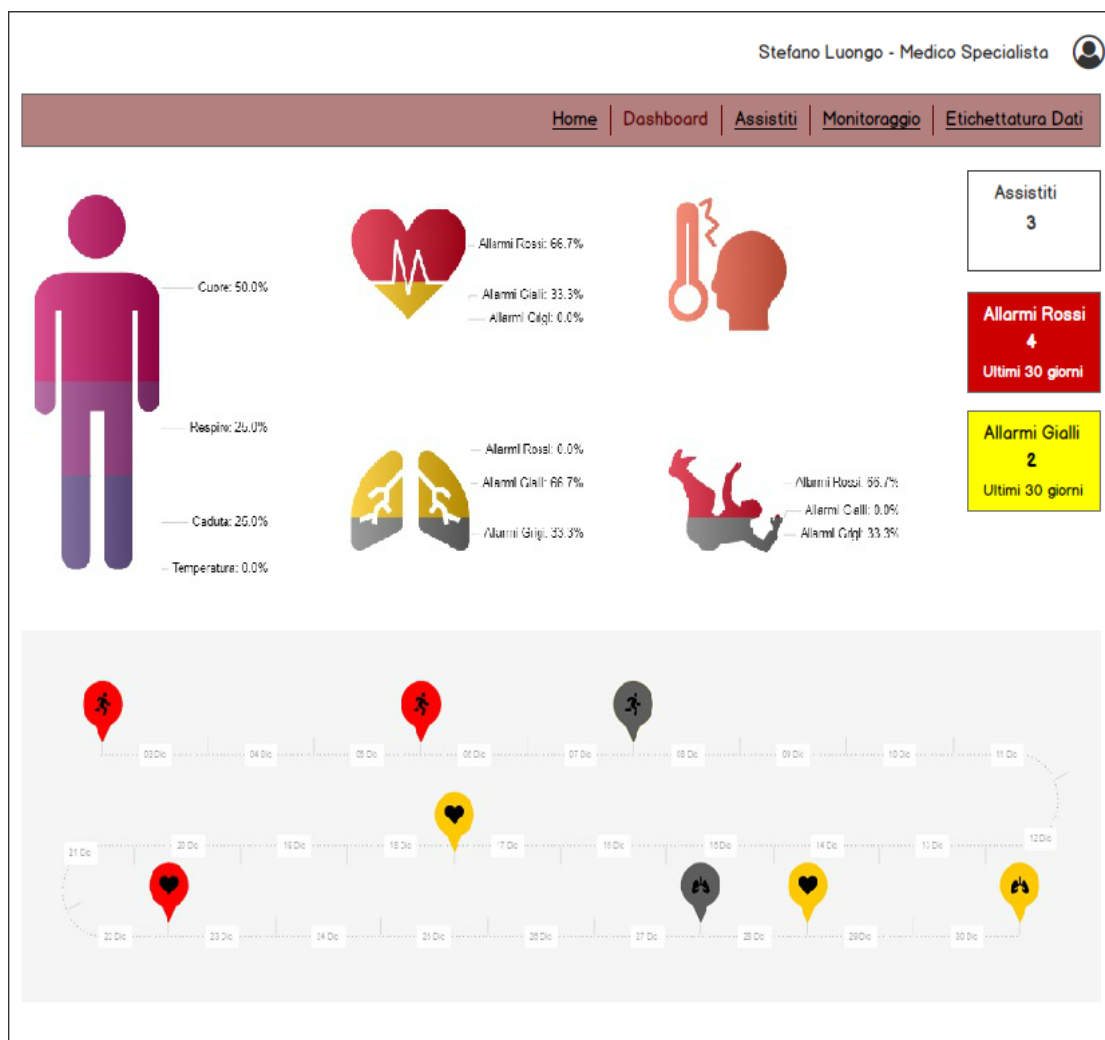 Stefano Luongo - Medico Specialista
Home
Dashboard
Assistiti
Monitoraggio
Etichettatura Dati
Cuore: 50.0%
Respiro: 25.0%
Caduta: 25.0%
Temperatura: 0.0%
Allarmi Rossi: 66.7%
Allarmi Gialli: 33.3%
Allarmi Grigi: 0.0%
Allarmi Rossi: 0.0%
Allarmi Gialli: 66.7%
Allarmi Grigi: 33.3%
Allarmi Rossi: 66.7%
Allarmi Gialli: 0.0%
Allarmi Grigi: 33.3%
Assistiti
3
Allarmi Rossi
4
Ultimi 30 giorni
Allarmi Gialli
2
Ultimi 30 giorni
03 Dic
04 Dic
05 Dic
06 Dic
07 Dic
08 Dic
09 Dic
10 Dic
11 Dic
12 Dic
13 Dic
14 Dic
15 Dic
16 Dic
17 Dic
18 Dic
19 Dic
20 Dic
21 Dic
22 Dic
23 Dic
24 Dic
25 Dic
26 Dic
27 Dic
28 Dic
29 Dic
30 Dic